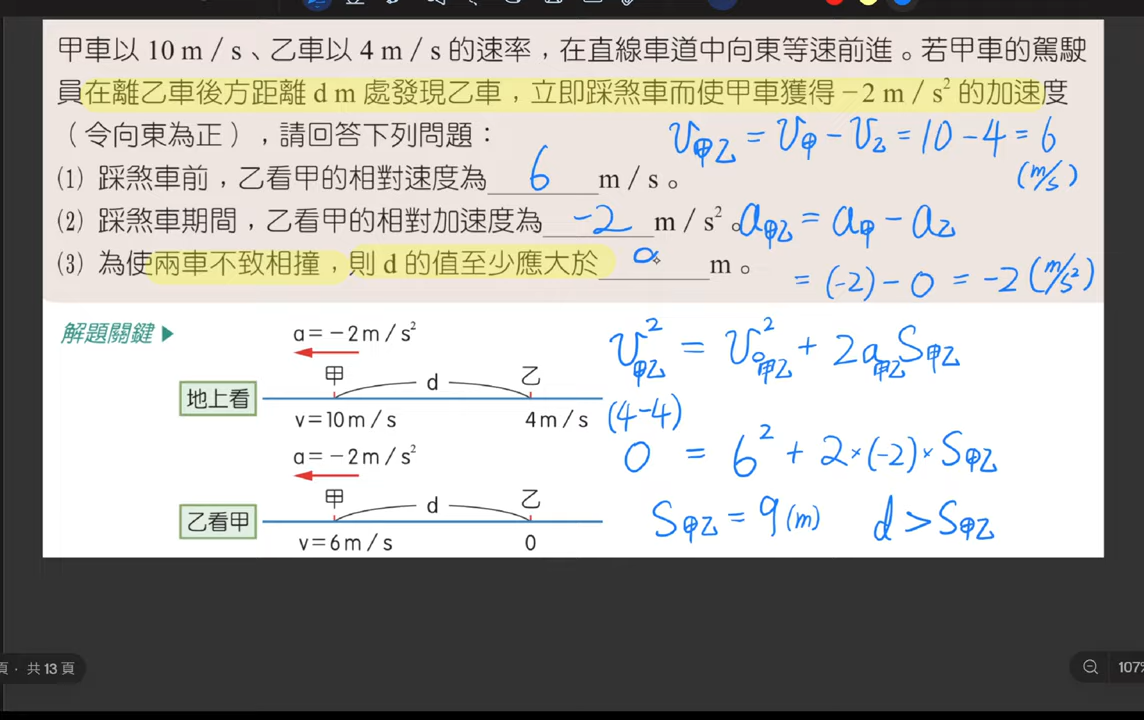 甲車以 10 m / s、乙車以 4 m / s 的速率，在直線車道中向東等速前進。若甲車的駕駛
員在離乙車後方距離 d m 處發現乙車，立即踩煞車而使甲車獲得 −2 m / s² 的加速度
（令向東為正），請回答下列問題：
V甲乙 = V甲 − V乙 = 10 − 4 = 6
(m/s)
(1) 踩煞車前，乙看甲的相對速度為 6 m / s。
(2) 踩煞車期間，乙看甲的相對加速度為 −2 m / s²。
a甲乙 = a甲 − a乙
= (−2) − 0 = −2 (m/s²)
(3) 為使兩車不致相撞，則 d 的值至少應大於 m。
解題關鍵
a = −2 m / s²
甲 d 乙
地上看
v = 10 m / s 4 m / s
a = −2 m / s²
甲 d 乙
乙看甲
v = 6 m / s 0
V甲乙² = V₀甲乙² + 2a甲乙S甲乙
(4−4)
0 = 6² + 2×(−2)×S甲乙
S甲乙 = 9 (m) d > S甲乙
頁 · 共 13 頁
107%